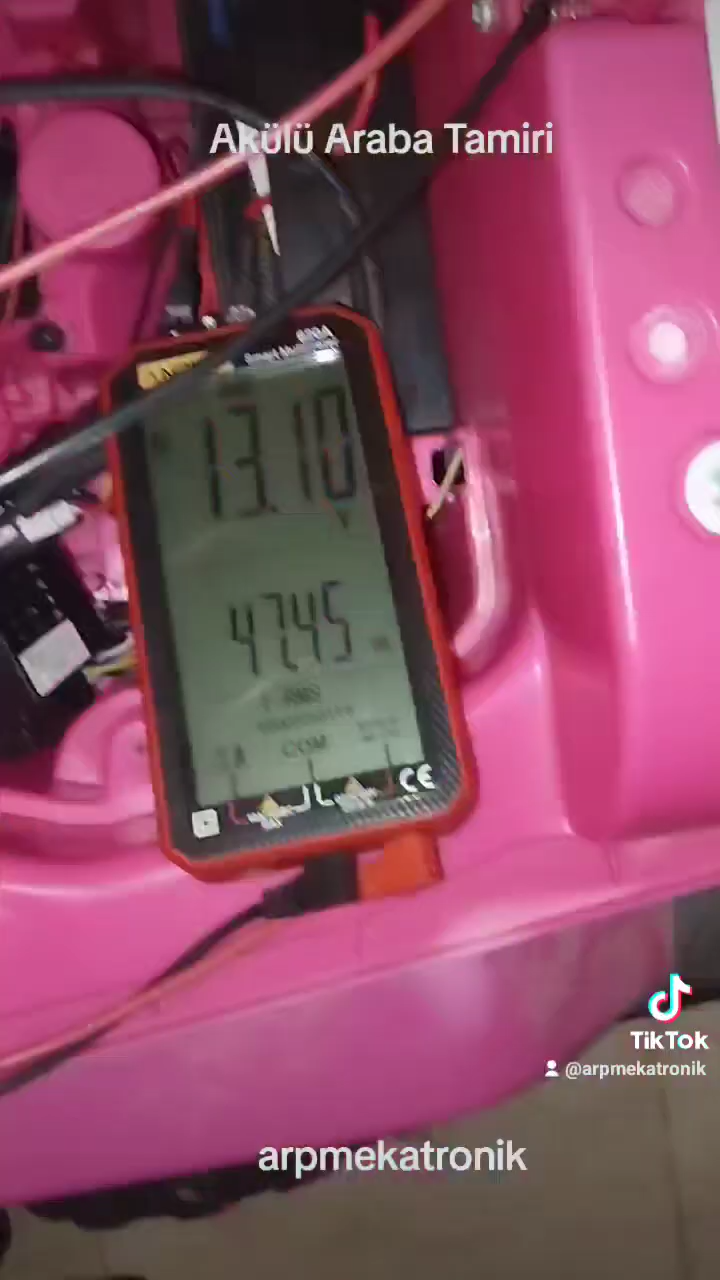 Akülü Araba Tamiri
13.10
V
47.45
COM
CE
TikTok
@arpmekatronik
arpmekatronik